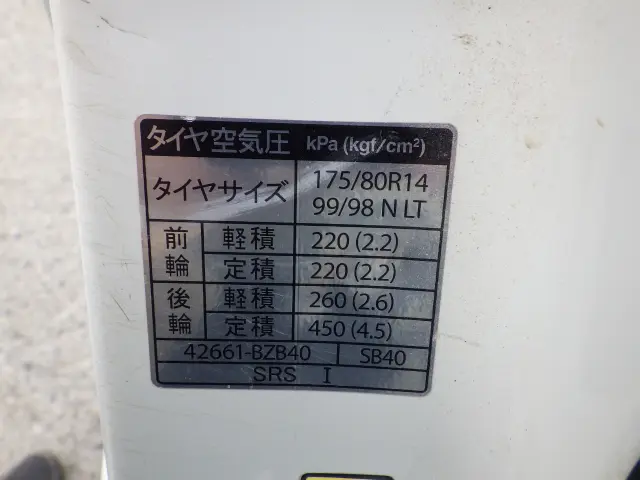 タイヤ空気圧 kPa (kgf/cm²)
タイヤサイズ 175/80R14
99/98 N LT
前輪 軽積 220 (2.2)
定積 220 (2.2)
後輪 軽積 260 (2.6)
定積 450 (4.5)
42661-BZB40 SB40
SRS I